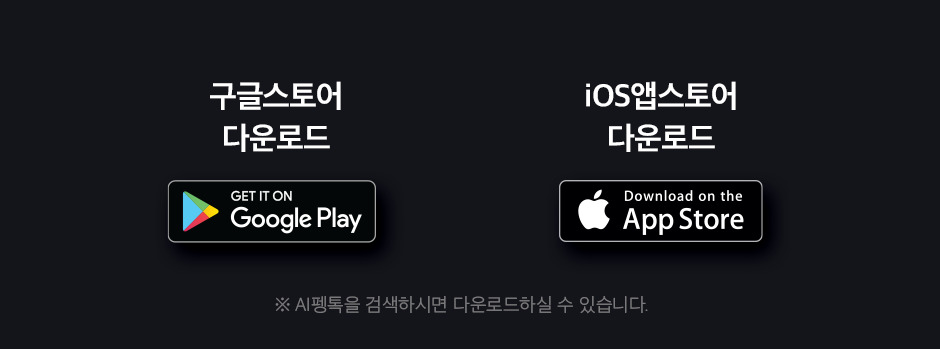 구글스토어
다운로드
GET IT ON
Google Play
iOS앱스토어
다운로드
Download on the
App Store
※ AI펭톡을 검색하시면 다운로드하실 수 있습니다.